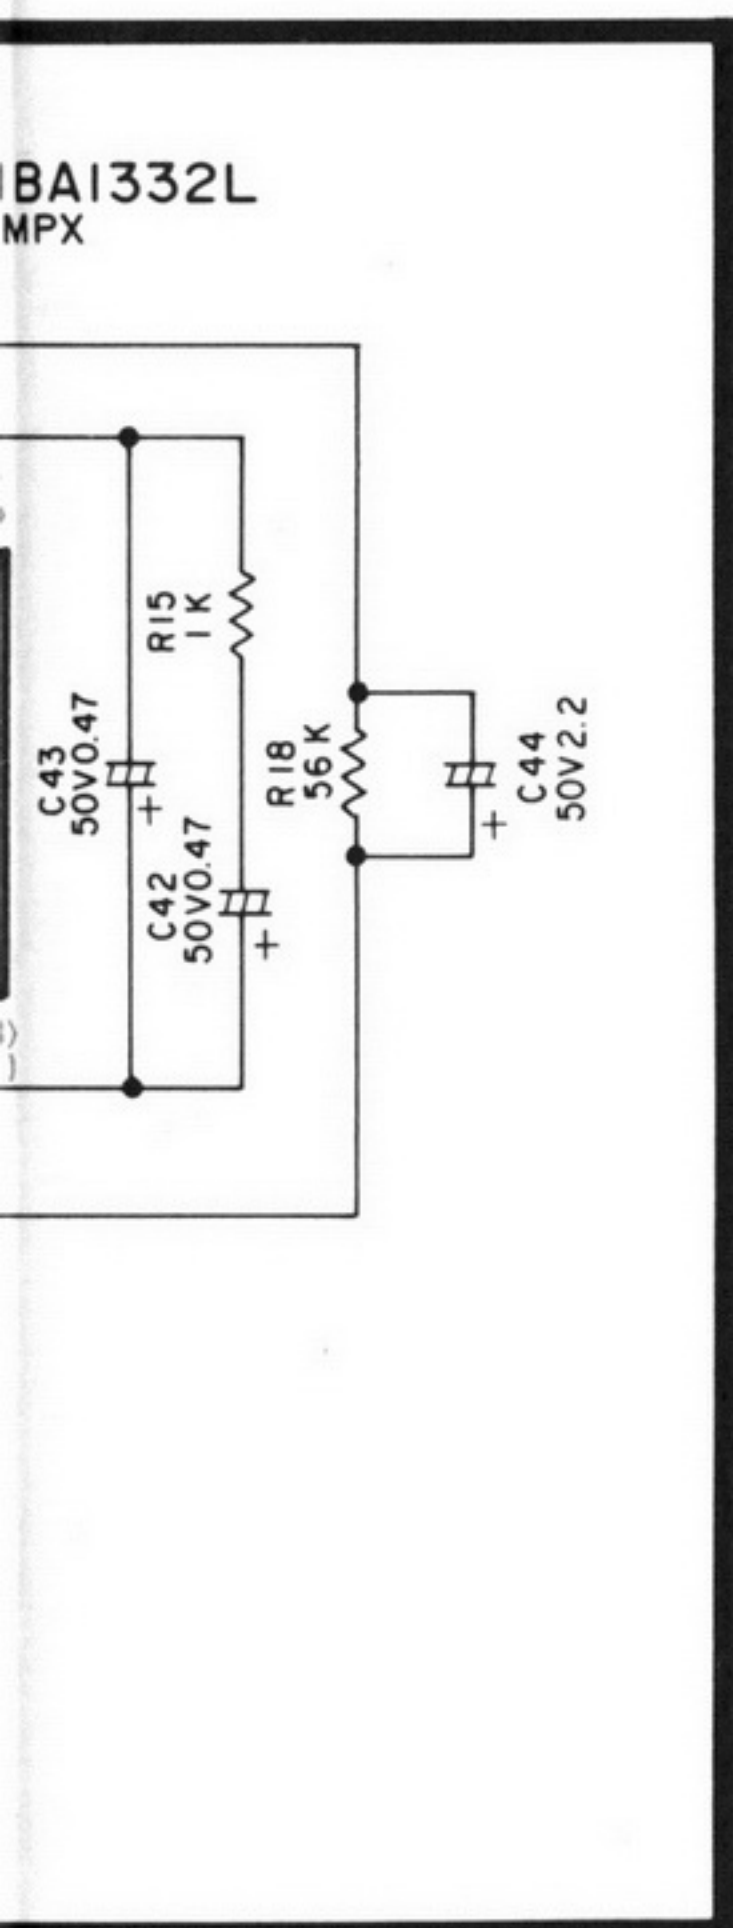 BA1332L
MPX
R15
1K
C43
50V0.47
+
C42
50V0.47
+
R18
56K
C44
50V2.2
+